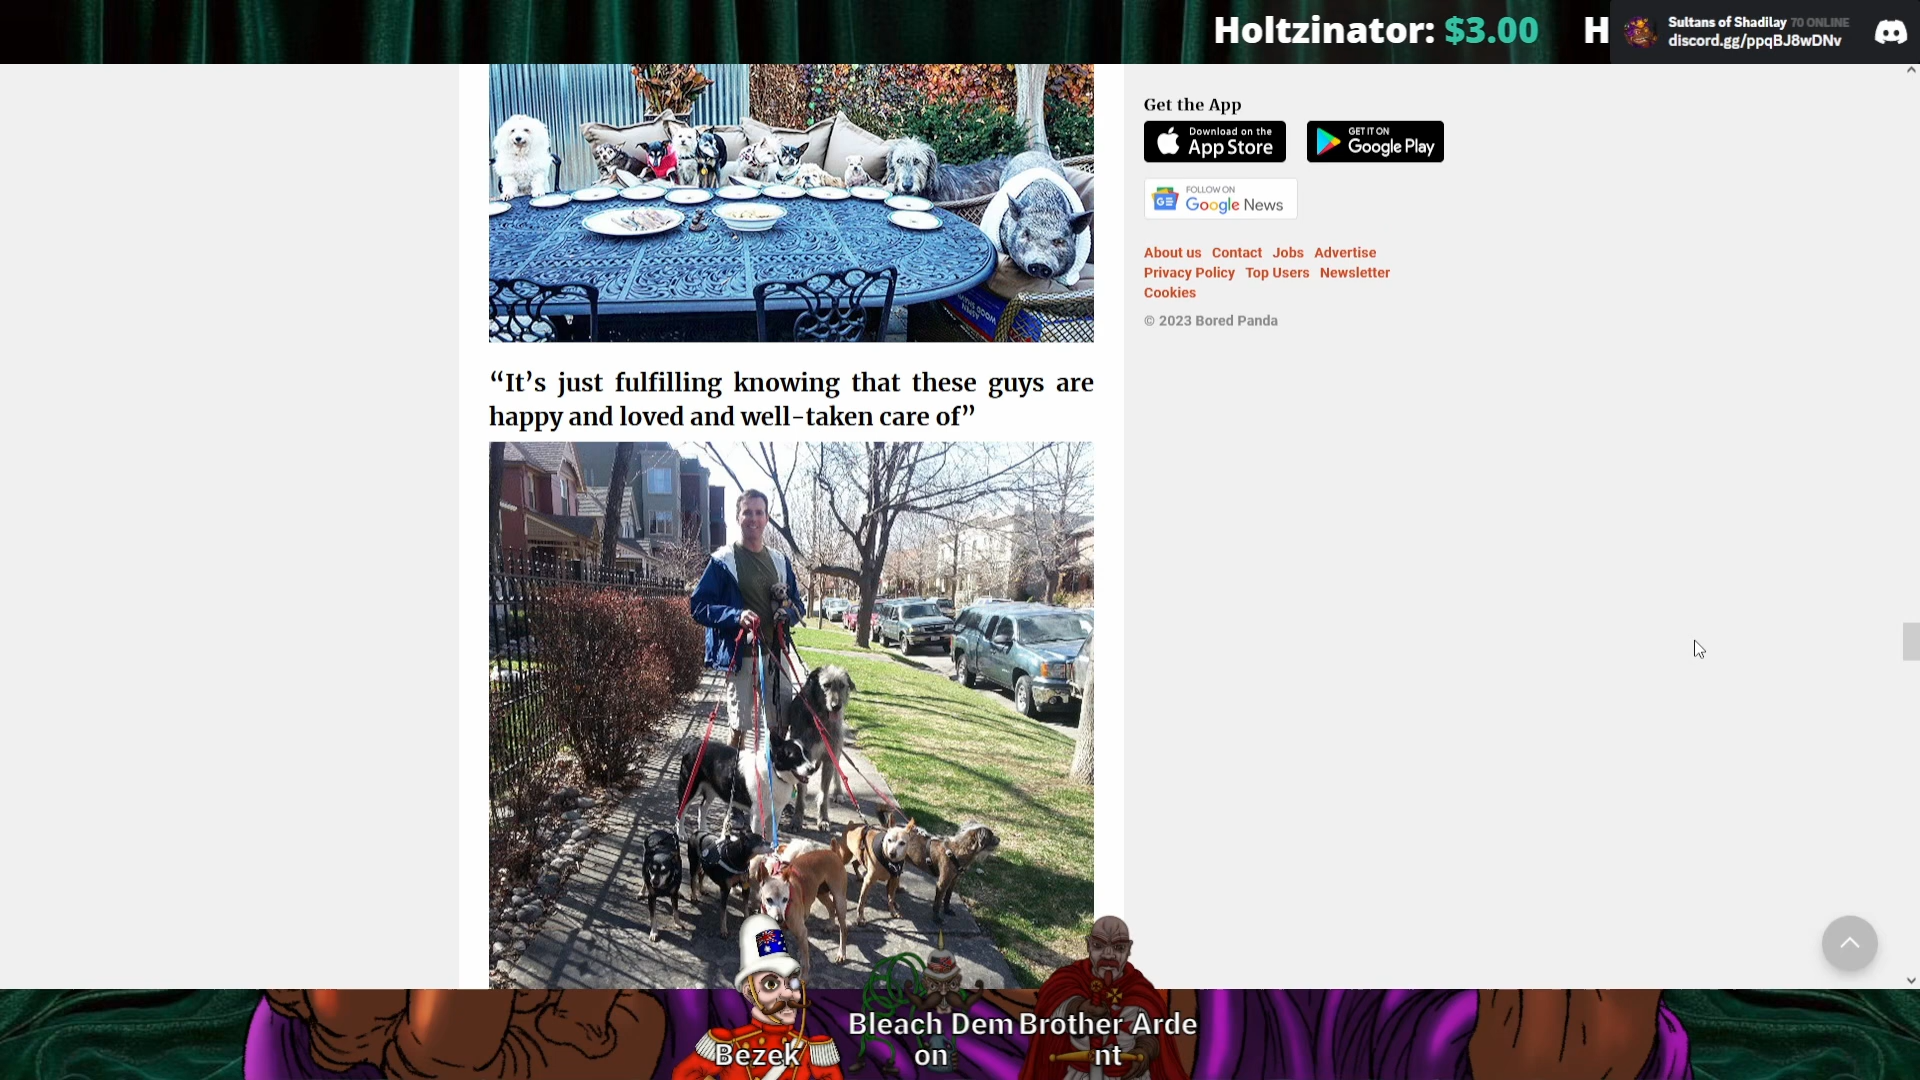 Holtzinator: $3.00 H
Sultans of Shadilay 70 ONLINE
discord.gg/ppqBJ8wDNv
Get the App
Download on the
App Store
GET IT ON
Google Play
FOLLOW ON
GE
Google News
About us Contact Jobs Advertise
Privacy Policy Top Users Newsletter
Cookies
© 2023 Bored Panda
“It’s just fulfilling knowing that these guys are
happy and loved and well-taken care of”
Bezek
Bleach Dem
on
Brother Arde
nt